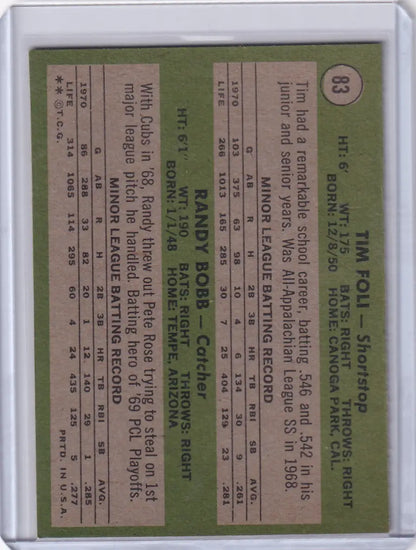 83
TIM FOLI — Shortstop
HT: 6' WT: 175 BATS: RIGHT THROWS: RIGHT
BORN: 12/8/50 HOME: CANOGA PARK, CAL.
Tim had a remarkable school career, batting .546 and .542 in his
junior and senior years. Was All-Appalachian League SS in 1968.
MINOR LEAGUE BATTING RECORD
G AB R H 2B 3B HR TB RBI SB AVG.
1970 103 375 63 98 10 4 6 134 30 9 .261
LIFE 266 1013 165 285 30 7 25 404 129 23 .281
RANDY BOBB — Catcher
HT: 6'1" WT: 190 BATS: RIGHT THROWS: RIGHT
BORN: 1/1/48 HOME: TEMPE, ARIZONA
With Cubs in '68, Randy threw out Pete Rose trying to steal on 1st
major league pitch he handled. Batting hero of '69 PCL Playoffs.
MINOR LEAGUE BATTING RECORD
G AB R H 2B 3B HR TB RBI SB AVG.
1970 86 288 33 82 20 1 12 140 29 1 .285
LIFE 314 1065 114 295 60 4 24 435 125 5 .277
** © T.C.G. PRTD. IN U.S.A.